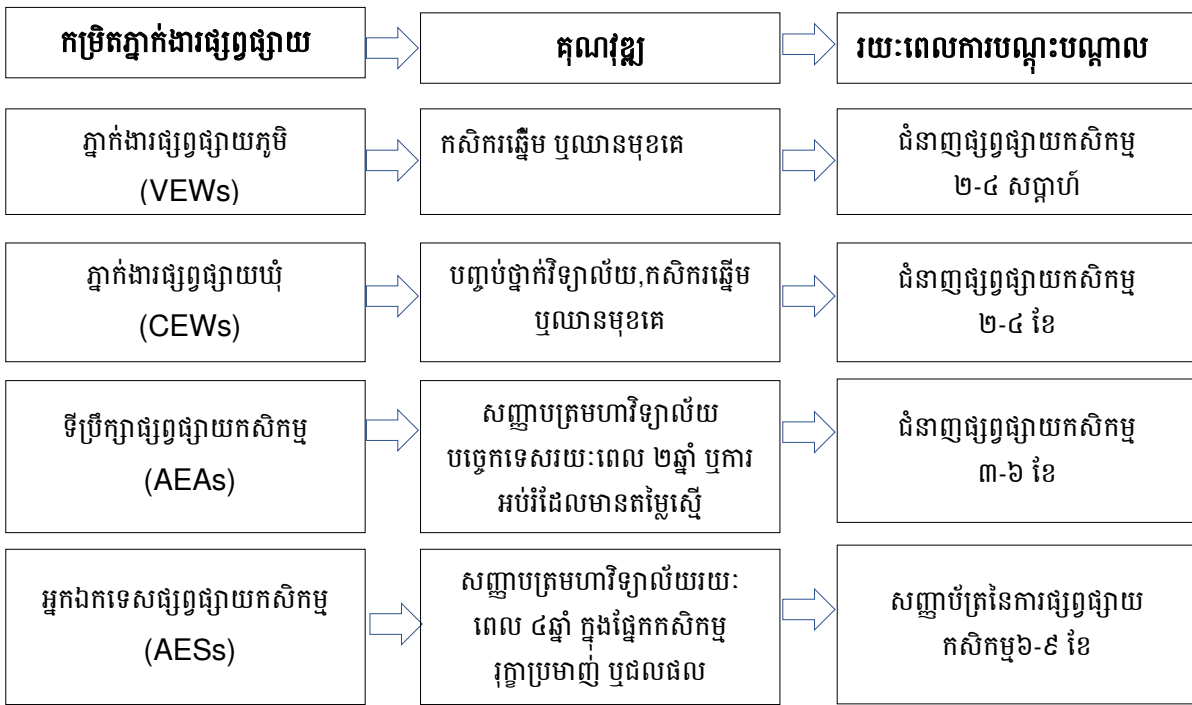 កម្រិតភ្នាក់ងារផ្សព្វផ្សាយ
គុណវុឌ្ឍ
រយៈពេលការបណ្តុះបណ្តាល
ភ្នាក់ងារផ្សព្វផ្សាយភូមិ
(VEWs)
កសិករឆ្នើម ឬឈានមុខគេ
ជំនាញផ្សព្វផ្សាយកសិកម្ម
២-៤ សប្តាហ៍
ភ្នាក់ងារផ្សព្វផ្សាយឃុំ
(CEWs)
បញ្ចប់ថ្នាក់វិទ្យាល័យ,កសិករឆ្នើម
ឬឈានមុខគេ
ជំនាញផ្សព្វផ្សាយកសិកម្ម
២-៤ ខែ
ទីប្រឹក្សាផ្សព្វផ្សាយកសិកម្ម
(AEAs)
សញ្ញាបត្រមហាវិទ្យាល័យ
បច្ចេកទេសរយៈពេល ២ឆ្នាំ ឬការ
អប់រំដែលមានតម្លៃស្មើ
ជំនាញផ្សព្វផ្សាយកសិកម្ម
៣-៦ ខែ
អ្នកឯកទេសផ្សព្វផ្សាយកសិកម្ម
(AESs)
សញ្ញាបត្រមហាវិទ្យាល័យរយៈ
ពេល ៤ឆ្នាំ ក្នុងផ្នែកកសិកម្ម
រុក្ខាប្រមាញ់ ឬជលផល
សញ្ញាប័ត្រនៃការផ្សព្វផ្សាយ
កសិកម្ម៦-៩ ខែ